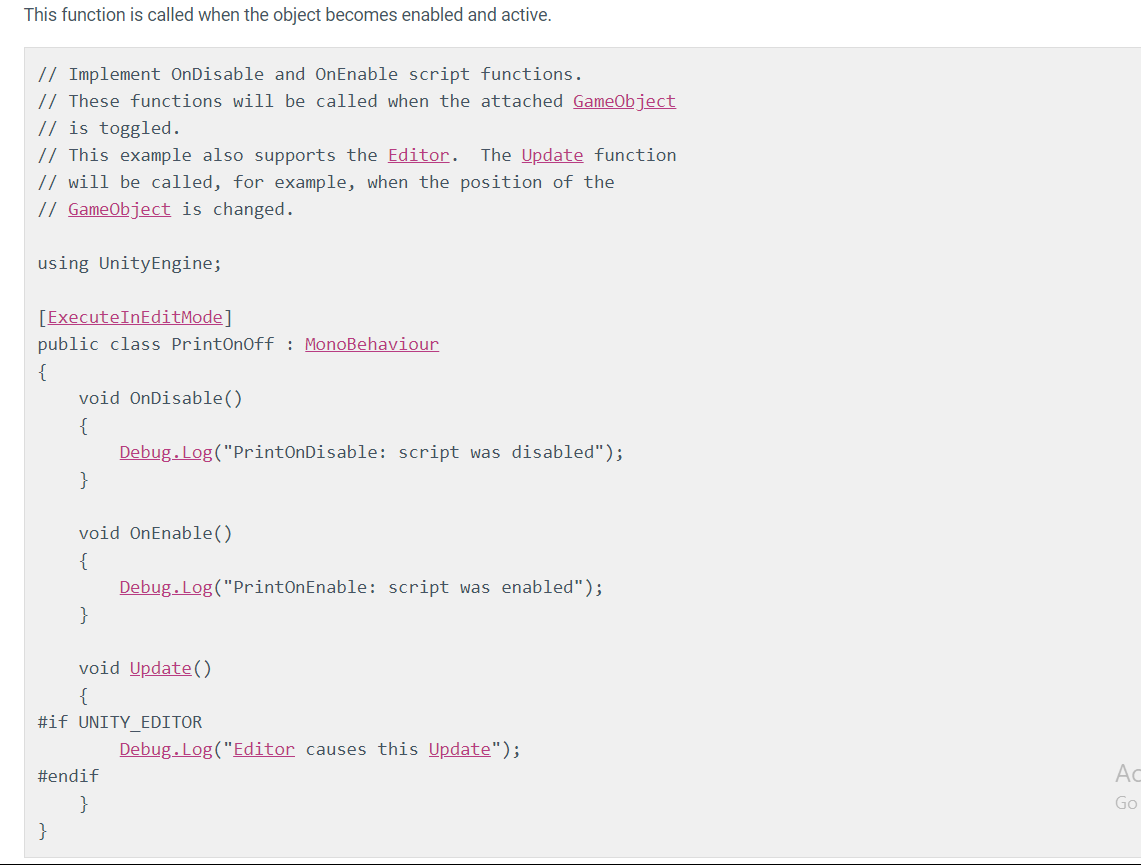 This function is called when the object becomes enabled and active.
// Implement OnDisable and OnEnable script functions.
// These functions will be called when the attached GameObject
// is toggled.
// This example also supports the Editor.  The Update function
// will be called, for example, when the position of the
// GameObject is changed.
using UnityEngine;
[ExecuteInEditMode]
public class PrintOnOff : MonoBehaviour
{
    void OnDisable()
    {
        Debug.Log("PrintOnDisable: script was disabled");
    }
    void OnEnable()
    {
        Debug.Log("PrintOnEnable: script was enabled");
    }
    void Update()
    {
#if UNITY_EDITOR
        Debug.Log("Editor causes this Update");
#endif
    }
}
Go